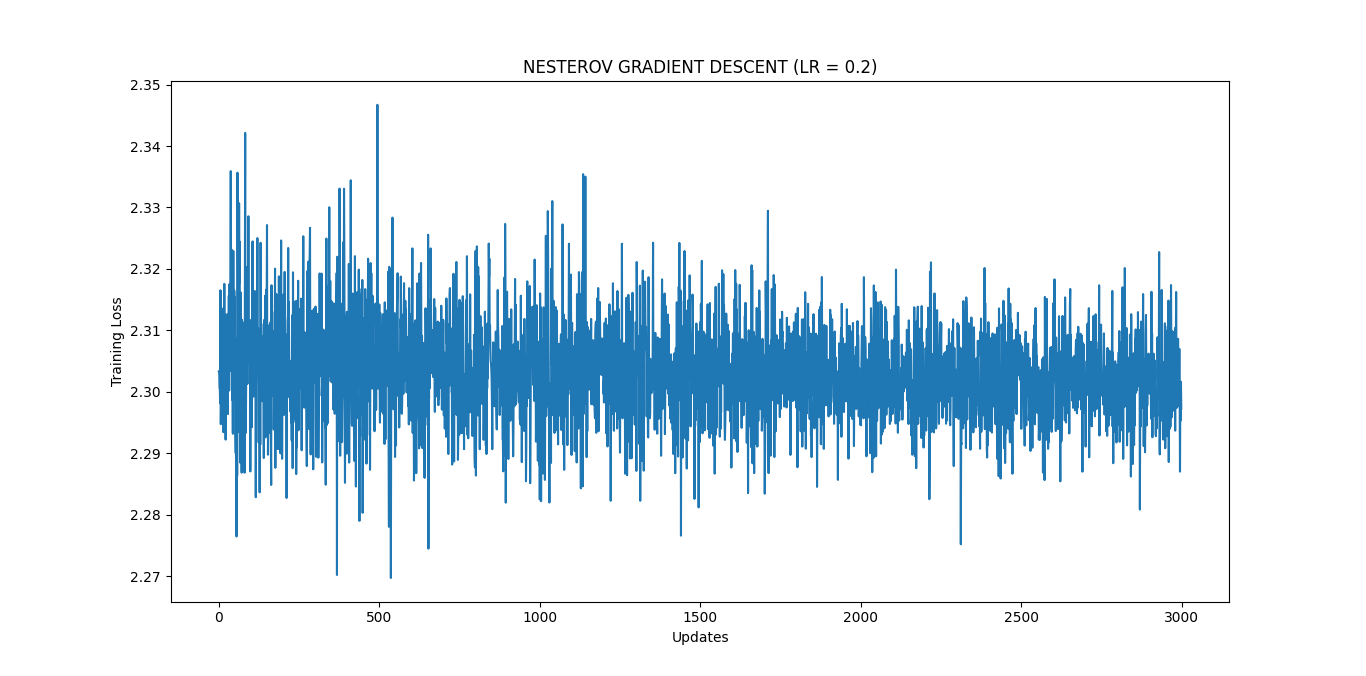 NESTEROV GRADIENT DESCENT (LR = 0.2)
2.35
2.34
2.33
2.32
2.31
2.30
2.29
2.28
2.27
Training Loss
0 500 1000 1500 2000 2500 3000
Updates